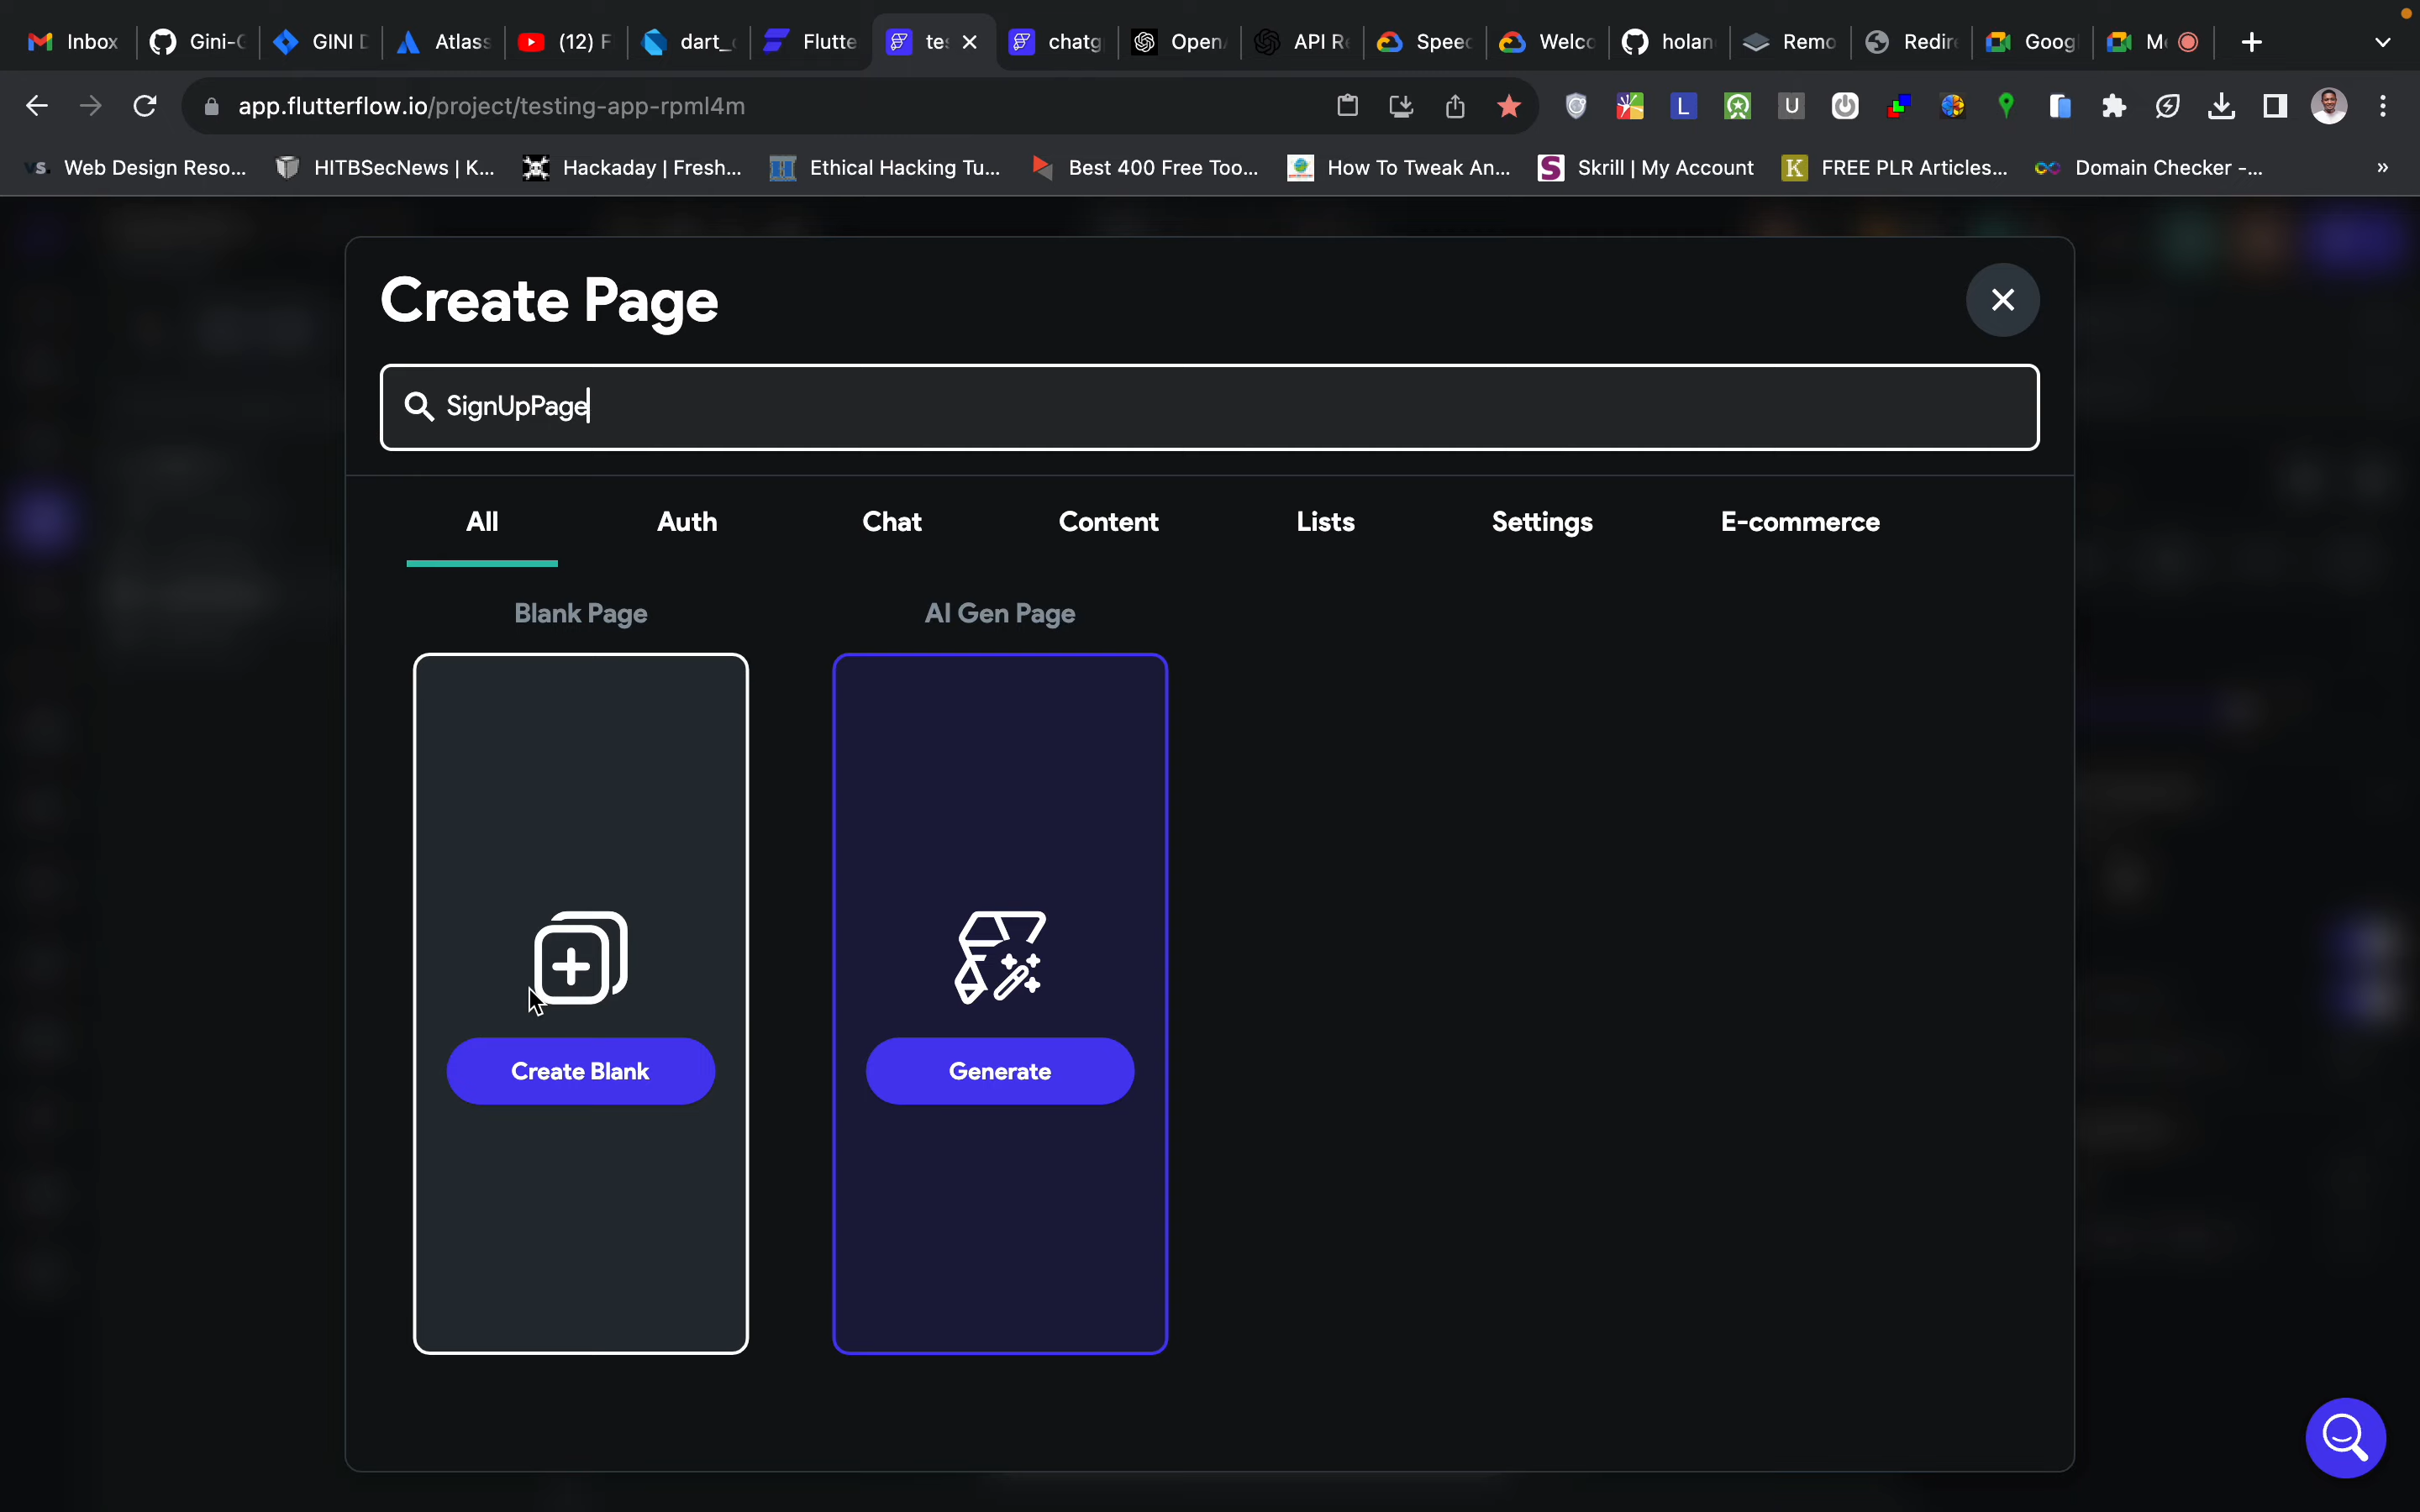 Inbox
Gini-G
GINI D
Atlass
(12) F
dart_
Flutte
tes
chatg
Open
API Re
Speec
Welco
holan
Remo
Redir
Goog
M
app.flutterflow.io/project/testing-app-rpml4m
Web Design Reso...
HITBSecNews | K...
Hackaday | Fresh...
Ethical Hacking Tu...
Best 400 Free Too...
How To Tweak An...
Skrill | My Account
FREE PLR Articles...
Domain Checker -...
»
Create Page
SignUpPage
All
Auth
Chat
Content
Lists
Settings
E-commerce
Blank Page
AI Gen Page
Create Blank
Generate